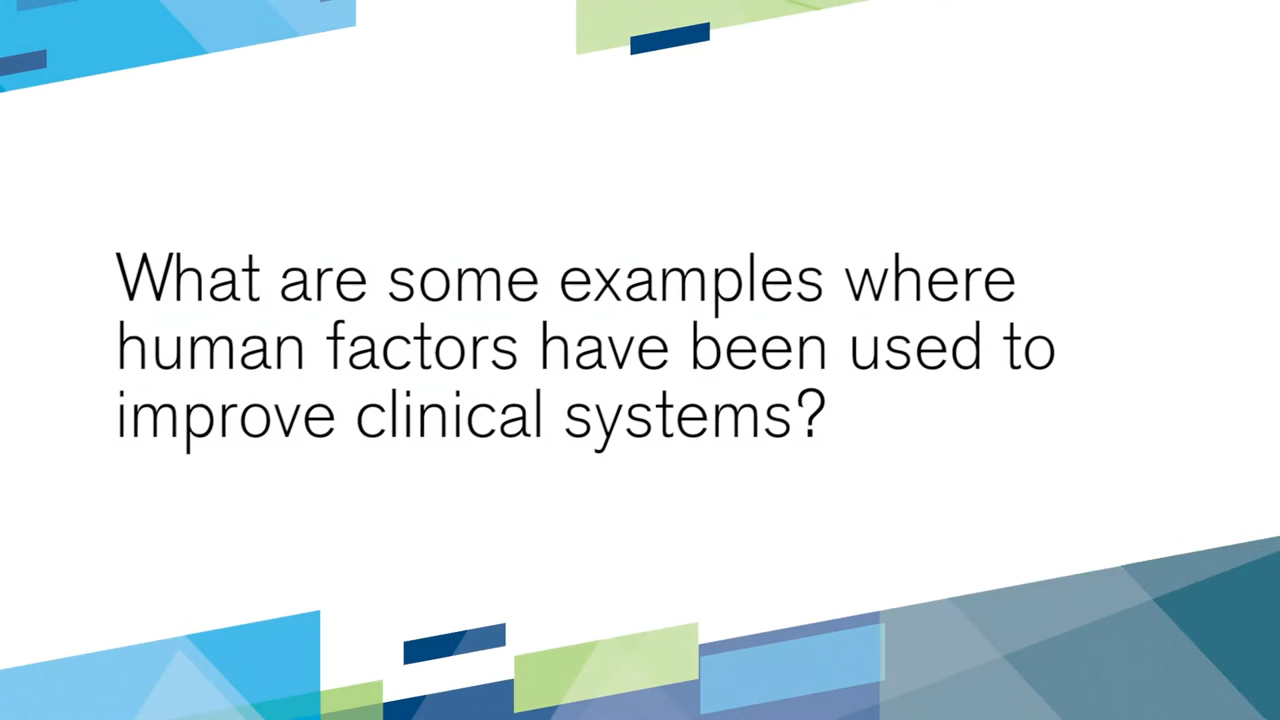 What are some examples where
human factors have been used to
improve clinical systems?